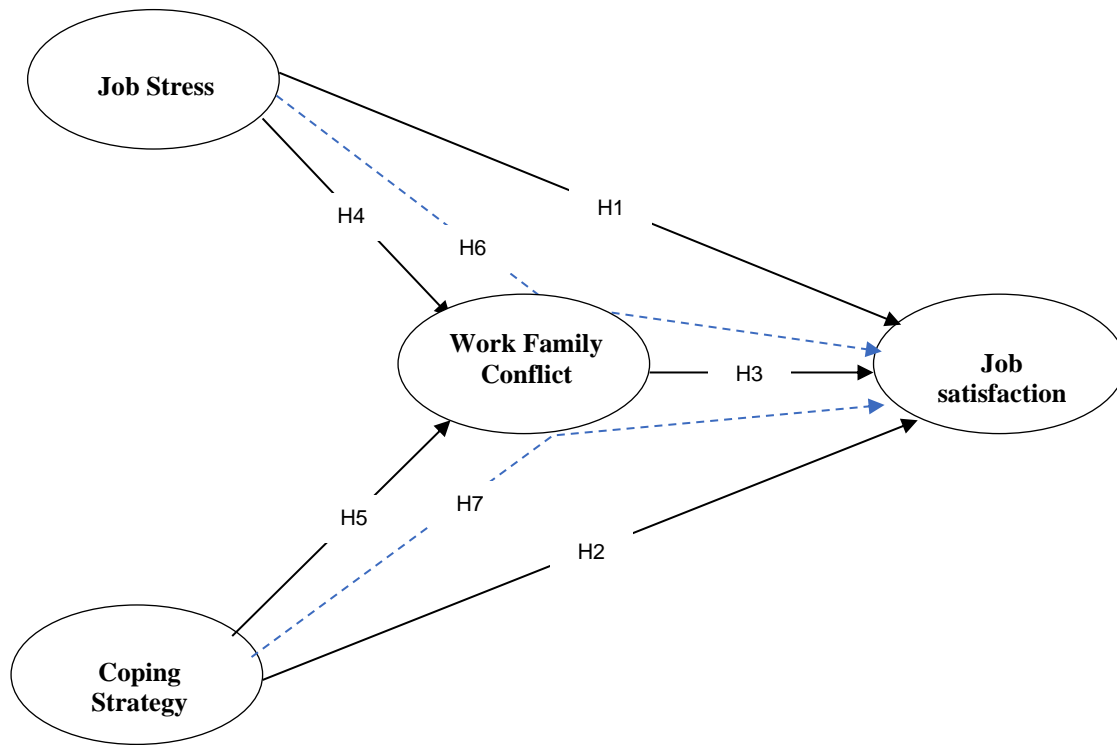 Job Stress
H1
H4
H6
Work Family
Conflict
H3
Job
satisfaction
H7
H5
H2
Coping
Strategy